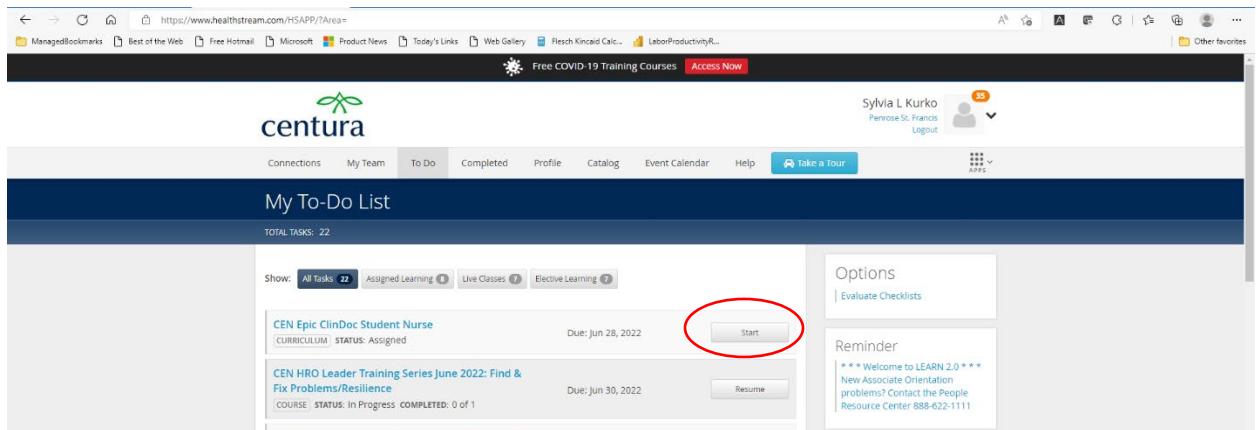 https://www.healthstream.com/HSAPP/?Area=
ManagedBookmarks Best of the Web Free Hotmail Microsoft Product News Today's Links Web Gallery Flesch Kincaid Calc... LaborProductivityR... Other favorites
Free COVID-19 Training Courses Access Now
centura
Sylvia L Kurko 35
Penrose St. Francis
Logout
Connections My Team To Do Completed Profile Catalog Event Calendar Help Take a Tour APPS
My To-Do List
TOTAL TASKS: 22
Show: All Tasks 22 Assigned Learning 8 Live Classes 7 Elective Learning 7
CEN Epic ClinDoc Student Nurse
CURRICULUM STATUS: Assigned
Due: Jun 28, 2022
Start
CEN HRO Leader Training Series June 2022: Find &
Fix Problems/Resilience
COURSE STATUS: In Progress COMPLETED: 0 of 1
Due: Jun 30, 2022
Resume
Options
Evaluate Checklists
Reminder
* * * Welcome to LEARN 2.0 * * *
New Associate Orientation
problems? Contact the People
Resource Center 888-622-1111